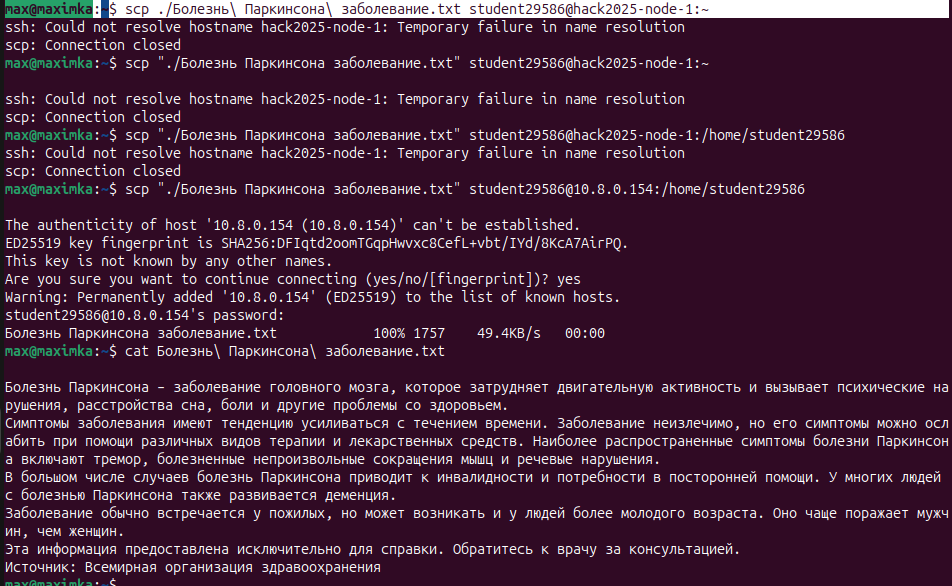 max@maximka:~$ scp ./Болезнь\ Паркинсона\ заболевание.txt student29586@hack2025-node-1:~
ssh: Could not resolve hostname hack2025-node-1: Temporary failure in name resolution
scp: Connection closed
max@maximka:~$ scp "./Болезнь Паркинсона заболевание.txt" student29586@hack2025-node-1:~
ssh: Could not resolve hostname hack2025-node-1: Temporary failure in name resolution
scp: Connection closed
max@maximka:~$ scp "./Болезнь Паркинсона заболевание.txt" student29586@hack2025-node-1:/home/student29586
ssh: Could not resolve hostname hack2025-node-1: Temporary failure in name resolution
scp: Connection closed
max@maximka:~$ scp "./Болезнь Паркинсона заболевание.txt" student29586@10.8.0.154:/home/student29586
The authenticity of host '10.8.0.154 (10.8.0.154)' can't be established.
ED25519 key fingerprint is SHA256:DFIqtd2oomTGqpHwvxc8CefL+vbt/IYd/8KcA7AirPQ.
This key is not known by any other names.
Are you sure you want to continue connecting (yes/no/[fingerprint])? yes
Warning: Permanently added '10.8.0.154' (ED25519) to the list of known hosts.
student29586@10.8.0.154's password:
Болезнь Паркинсона заболевание.txt 100% 1757 49.4KB/s 00:00
max@maximka:~$ cat Болезнь\ Паркинсона\ заболевание.txt
Болезнь Паркинсона – заболевание головного мозга, которое затрудняет двигательную активность и вызывает психические на
рушения, расстройства сна, боли и другие проблемы со здоровьем.
Симптомы заболевания имеют тенденцию усиливаться с течением времени. Заболевание неизлечимо, но его симптомы можно осл
абить при помощи различных видов терапии и лекарственных средств. Наиболее распространенные симптомы болезни Паркинсон
а включают тремор, болезненные непроизвольные сокращения мышц и речевые нарушения.
В большом числе случаев болезнь Паркинсона приводит к инвалидности и потребности в посторонней помощи. У многих людей
с болезнью Паркинсона также развивается деменция.
Заболевание обычно встречается у пожилых, но может возникать и у людей более молодого возраста. Оно чаще поражает мужч
ин, чем женщин.
Эта информация предоставлена исключительно для справки. Обратитесь к врачу за консультацией.
Источник: Всемирная организация здравоохранения
max@maximka:~$